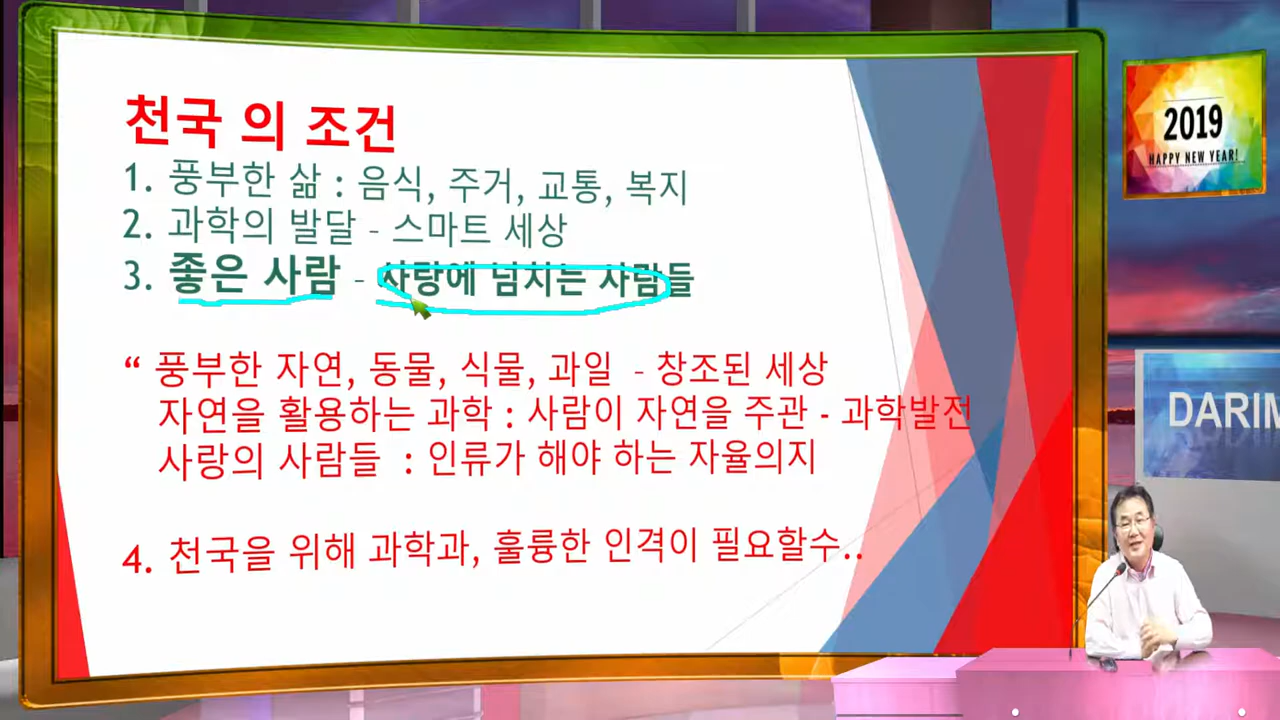 천국 의 조건
1. 풍부한 삶 : 음식, 주거, 교통, 복지
2. 과학의 발달 - 스마트 세상
3. 좋은 사람 - 사랑에 넘치는 사람들
“ 풍부한 자연, 동물, 식물, 과일 - 창조된 세상
자연을 활용하는 과학 : 사람이 자연을 주관 - 과학발전
사랑의 사람들 : 인류가 해야 하는 자율의지
4. 천국을 위해 과학과, 훌륭한 인격이 필요할수..
2019
HAPPY NEW YEAR!
DARIM